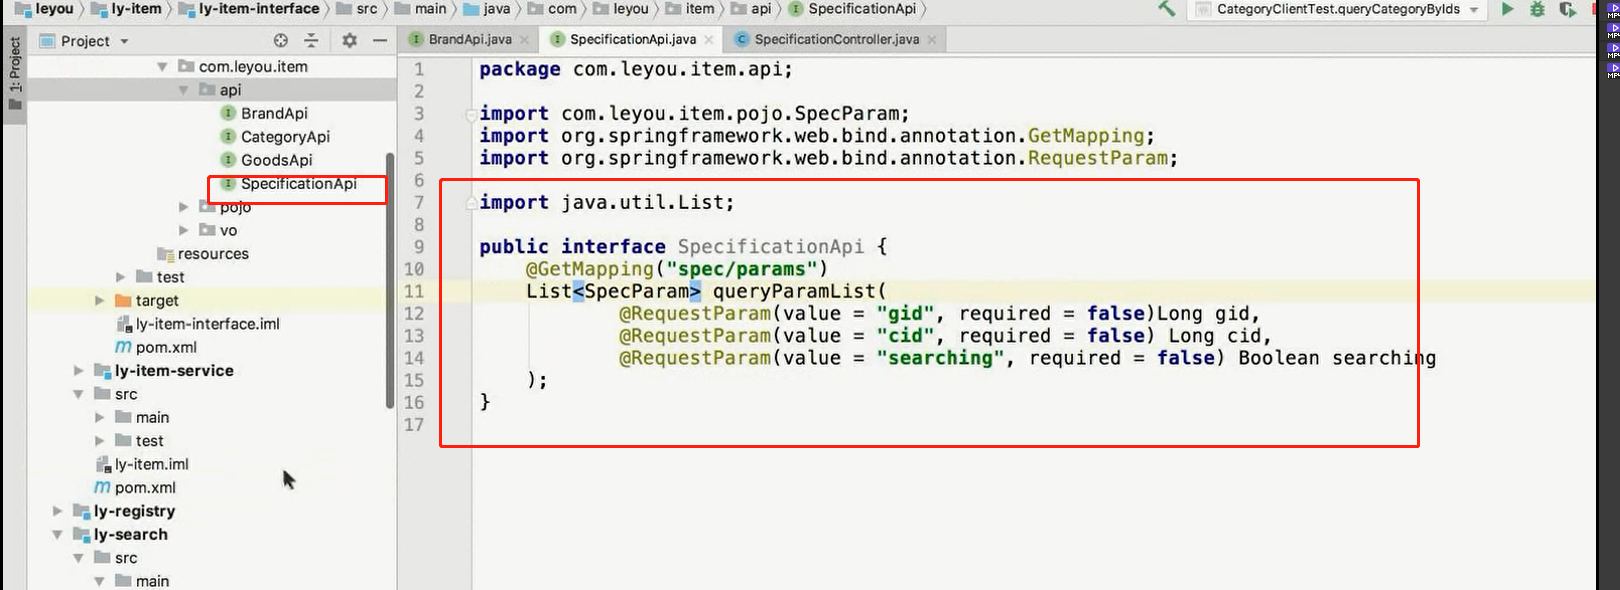 leyou ly-item ly-item-interface src main java com leyou item api SpecificationApi
CategoryClientTest.queryCategoryByIds
1: Project
Project
BrandApi.java
SpecificationApi.java
SpecificationController.java
com.leyou.item
api
BrandApi
CategoryApi
GoodsApi
SpecificationApi
pojo
vo
resources
test
target
ly-item-interface.iml
pom.xml
ly-item-service
src
main
test
ly-item.iml
pom.xml
ly-registry
ly-search
src
main
1 package com.leyou.item.api;
2
3 import com.leyou.item.pojo.SpecParam;
4 import org.springframework.web.bind.annotation.GetMapping;
5 import org.springframework.web.bind.annotation.RequestParam;
6
7 import java.util.List;
8
9 public interface SpecificationApi {
10 @GetMapping("spec/params")
11 List<SpecParam> queryParamList(
12 @RequestParam(value = "gid", required = false)Long gid,
13 @RequestParam(value = "cid", required = false) Long cid,
14 @RequestParam(value = "searching", required = false) Boolean searching
15 );
16 }
17
MP4
MP4
MP4
MP4